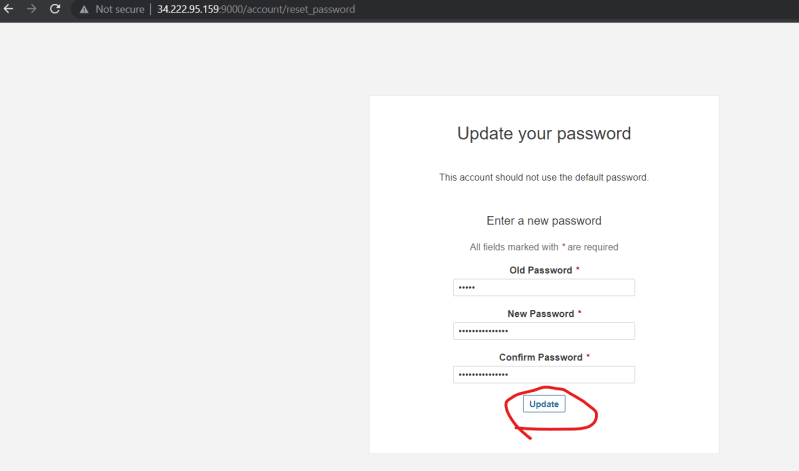 Not secure | 34.222.95.159:9000/account/reset_password
Update your password
This account should not use the default password.
Enter a new password
All fields marked with * are required
Old Password *
•••••
New Password *
•••••••••••••••
Confirm Password *
•••••••••••••••
Update